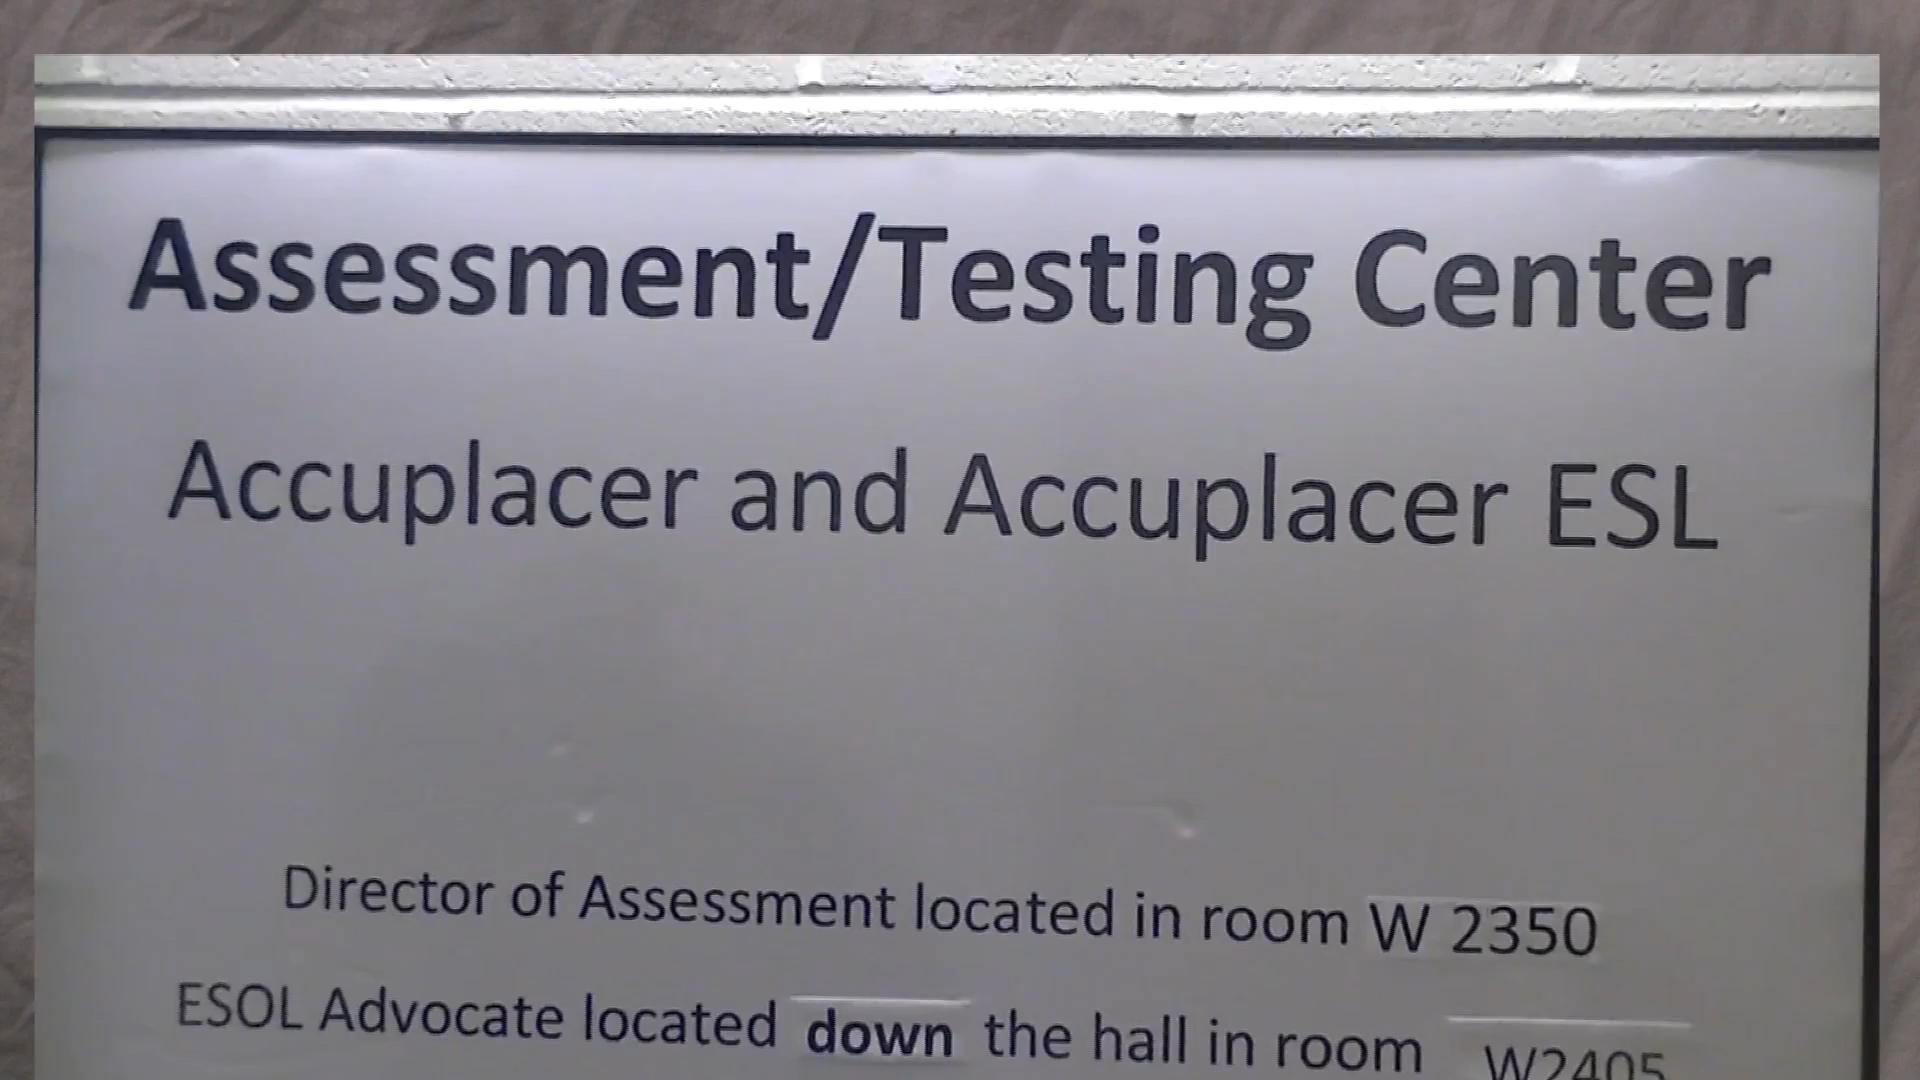 Assessment/Testing Center
Accuplacer and Accuplacer ESL
Director of Assessment located in room W 2350
ESOL Advocate located down the hall in room W2405